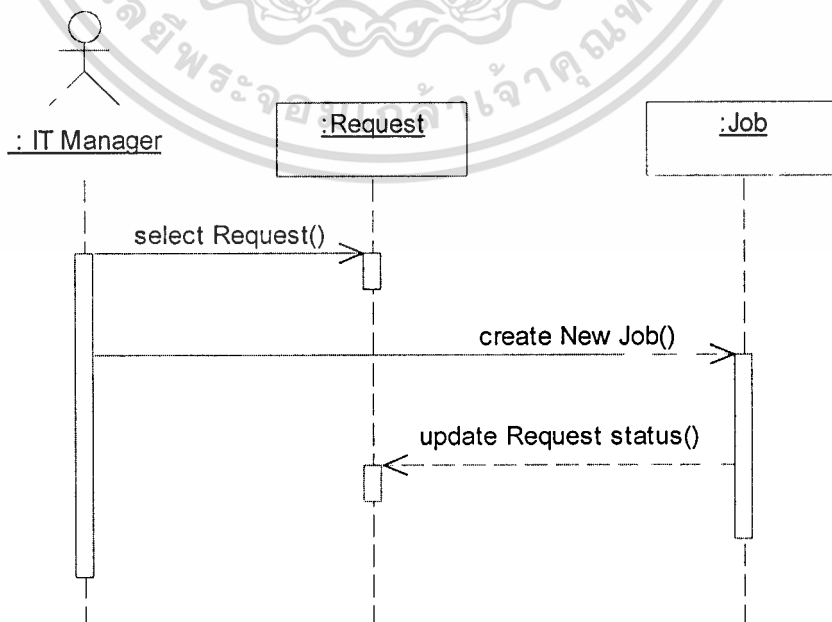 : IT Manager
:Request
:Job
select Request()
create New Job()
update Request status()